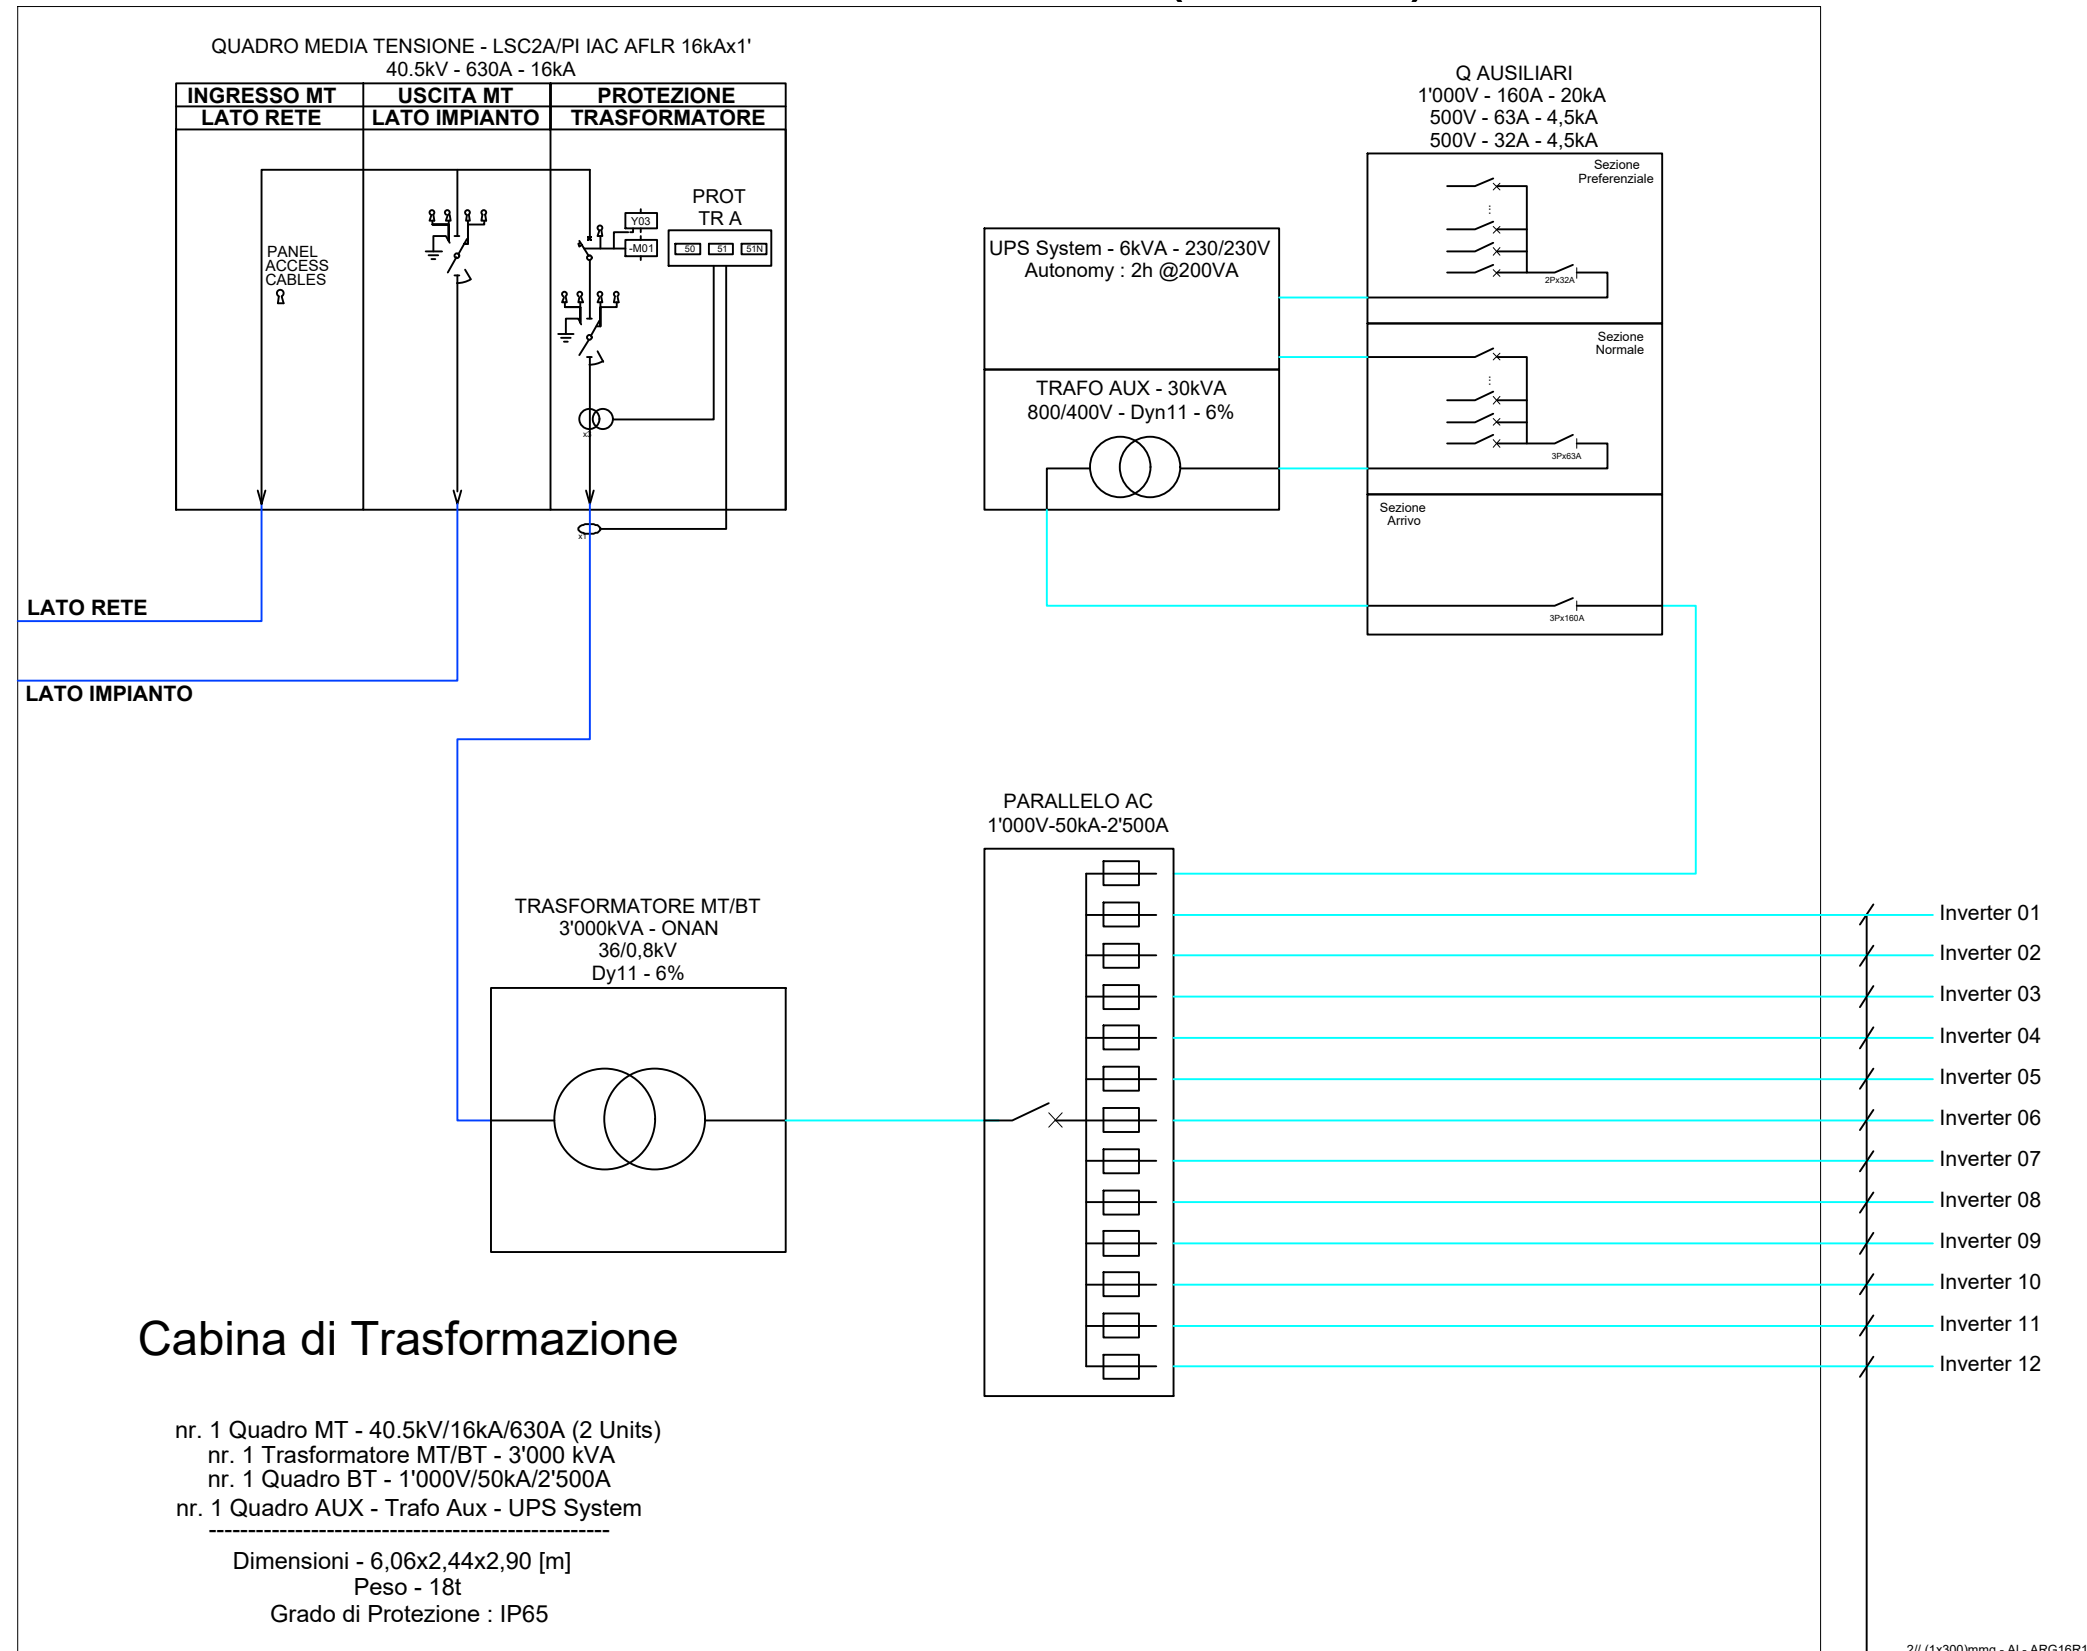 QUADRO MEDIA TENSIONE - LSC2A/PI IAC AFLR 16kAx1'
40.5kV - 630A - 16kA
INGRESSO MT
LATO RETE
USCITA MT
LATO IMPIANTO
PROTEZIONE
TRASFORMATORE
PANEL
ACCESS
CABLES
Y03
-M01
PROT
TR A
50
51
51N
x3
x1
LATO RETE
LATO IMPIANTO
UPS System - 6kVA - 230/230V
Autonomy : 2h @200VA
TRAFO AUX - 30kVA
800/400V - Dyn11 - 6%
Q AUSILIARI
1'000V - 160A - 20kA
500V - 63A - 4,5kA
500V - 32A - 4,5kA
Sezione
Preferenziale
2Px32A
Sezione
Normale
3Px63A
Sezione
Arrivo
3Px160A
PARALLELO AC
1'000V-50kA-2'500A
TRASFORMATORE MT/BT
3'000kVA - ONAN
36/0,8kV
Dy11 - 6%
Inverter 01
Inverter 02
Inverter 03
Inverter 04
Inverter 05
Inverter 06
Inverter 07
Inverter 08
Inverter 09
Inverter 10
Inverter 11
Inverter 12
Cabina di Trasformazione
nr. 1 Quadro MT - 40.5kV/16kA/630A (2 Units)
nr. 1 Trasformatore MT/BT - 3'000 kVA
nr. 1 Quadro BT - 1'000V/50kA/2'500A
nr. 1 Quadro AUX - Trafo Aux - UPS System
---------------------------------------------------
Dimensioni - 6,06x2,44x2,90 [m]
Peso - 18t
Grado di Protezione : IP65
2// (1x300)mmq - Al - ARG16R1